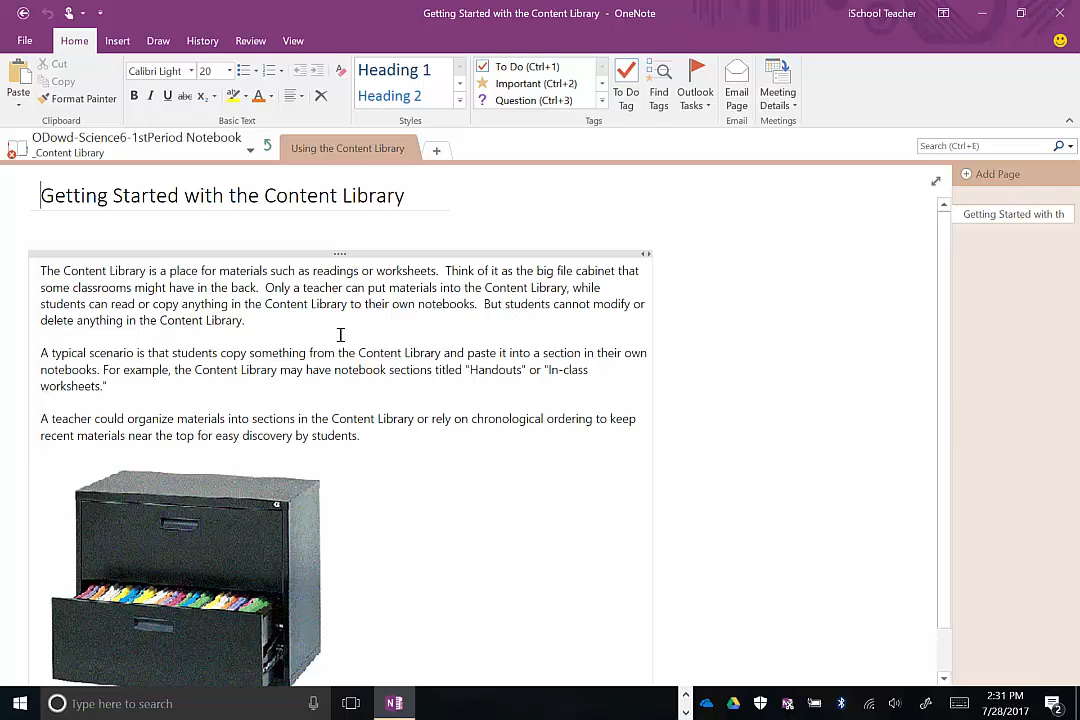 Getting Started with the Content Library - OneNote
iSchool Teacher
File Home Insert Draw History Review View
Paste
Cut
Copy
Format Painter
Clipboard
Calibri Light 20
B I U abc X₂
A
Basic Text
Heading 1
Heading 2
Styles
To Do (Ctrl+1)
Important (Ctrl+2)
? Question (Ctrl+3)
To Do
Tag
Find
Tags
Outlook
Tasks
Tags
Email
Page
Email
Meeting
Details
Meetings
ODowd-Science6-1stPeriod Notebook
_Content Library
Using the Content Library
+
Search (Ctrl+E)
Add Page
Getting Started with th
Getting Started with the Content Library
The Content Library is a place for materials such as readings or worksheets. Think of it as the big file cabinet that
some classrooms might have in the back. Only a teacher can put materials into the Content Library, while
students can read or copy anything in the Content Library to their own notebooks. But students cannot modify or
delete anything in the Content Library.
A typical scenario is that students copy something from the Content Library and paste it into a section in their own
notebooks. For example, the Content Library may have notebook sections titled "Handouts" or "In-class
worksheets."
A teacher could organize materials into sections in the Content Library or rely on chronological ordering to keep
recent materials near the top for easy discovery by students.
Type here to search
N
2:31 PM
7/28/2017
2